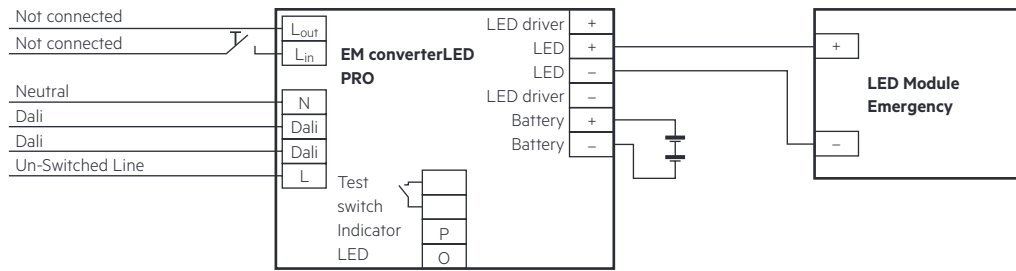 Not connected
Not connected
Neutral
Dali
Dali
Un-Switched Line
Lout
Lin
N
Dali
Dali
L
EM converterLED
PRO
Test
switch
Indicator
LED
P
O
LED driver +
LED +
LED –
LED driver –
Battery +
Battery –
+
–
LED Module
Emergency